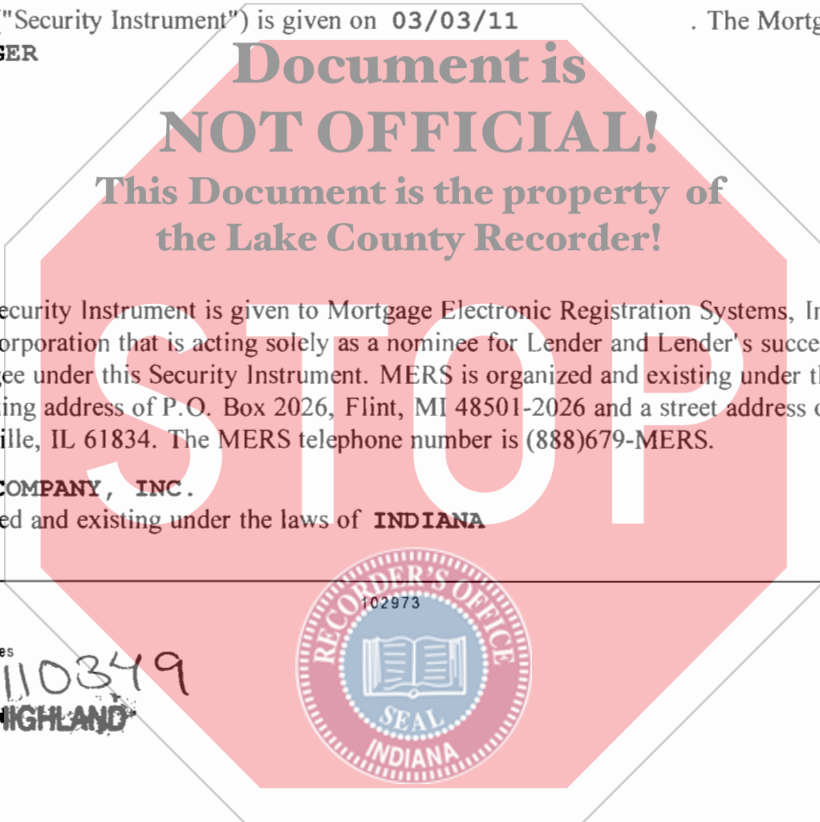 ("Security Instrument") is given on 03/03/11 . The Mortg
GER
Document is
NOT OFFICIAL!
This Document is the property of
the Lake County Recorder!
ecurity Instrument is given to Mortgage Electronic Registration Systems, In
orporation that is acting solely as a nominee for Lender and Lender's succe
ee under this Security Instrument. MERS is organized and existing under th
ing address of P.O. Box 2026, Flint, MI 48501-2026 and a street address o
ille, IL 61834. The MERS telephone number is (888)679-MERS.
STOP
COMPANY, INC.
ed and existing under the laws of INDIANA
RECORDER'S OFFICE
102973
SEAL
INDIANA
es
110349
HIGHLAND